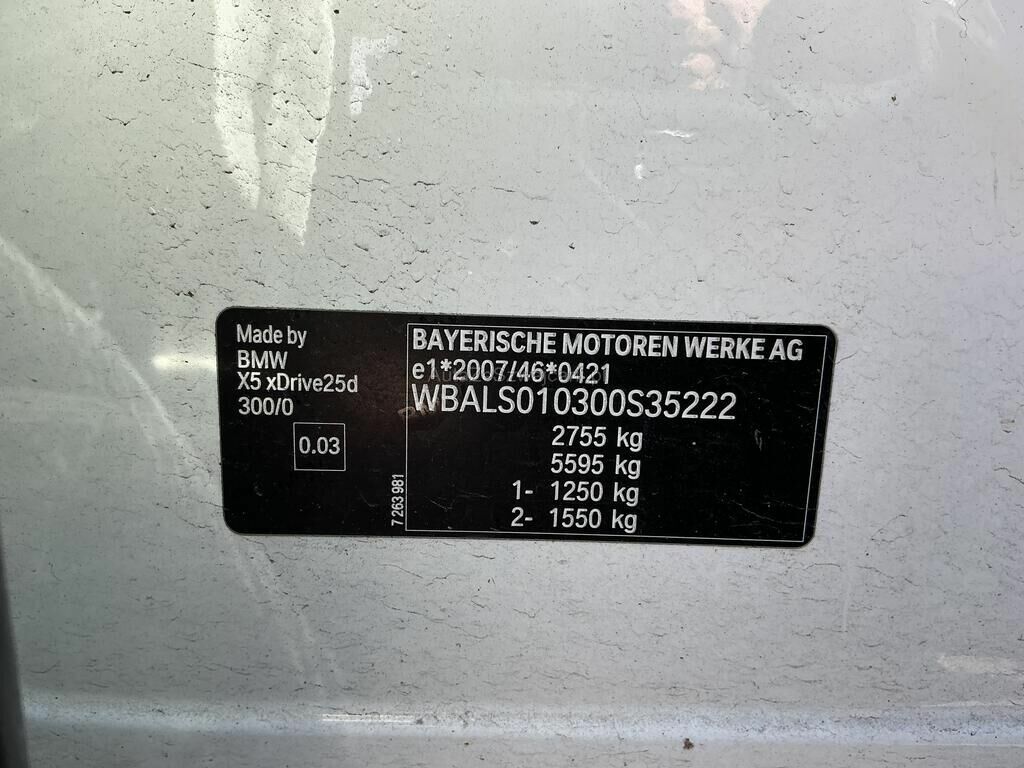 Made by
BMW
X5 xDrive25d
300/0
0.03
7 263 981
BAYERISCHE MOTOREN WERKE AG
e1*2007/46*0421
WBALS010300S35222
2755 kg
5595 kg
1- 1250 kg
2- 1550 kg